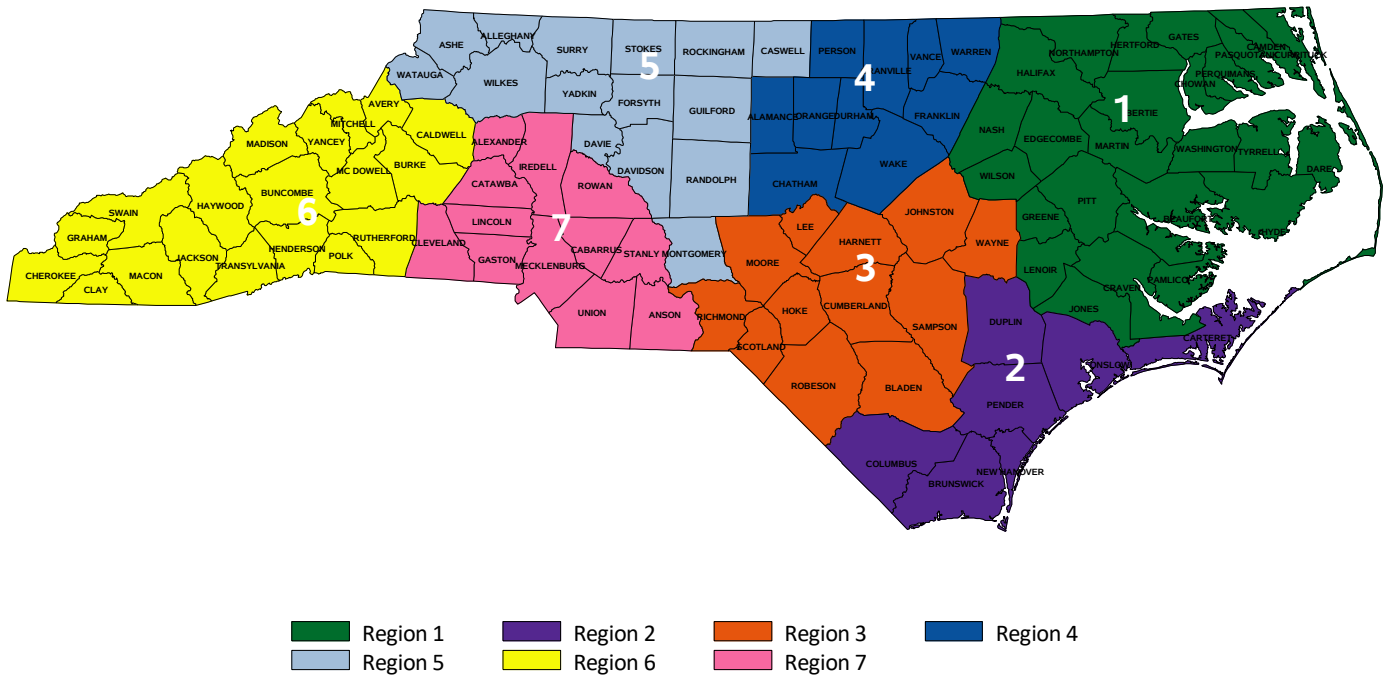 ALLEGHANY
ASHE
SURRY
STOKES
ROCKINGHAM
CASWELL
PERSON
VANCE
WARREN
GATES
CAMDEN
HERTFORD
NORTHAMPTON
PASQUOTANK
CURRITUCK
WATAUGA
WILKES
5
4
RANVILLE
HALIFAX
PERQUIMANS
CHOWAN
YADKIN
FORSYTH
GUILFORD
ALAMANCE
ORANGE
DURHAM
FRANKLIN
1
BERTIE
AVERY
MITCHELL
CALDWELL
MADISON
YANCEY
ALEXANDER
DAVIE
NASH
EDGECOMBE
MARTIN
WASHINGTON
TYRRELL
DARE
MC DOWELL
BURKE
IREDELL
DAVIDSON
RANDOLPH
WAKE
WILSON
CATAWBA
ROWAN
CHATHAM
BUNCOMBE
HAYWOOD
6
PITT
SWAIN
LINCOLN
7
LEE
JOHNSTON
GREENE
BEAUFORT
HYDE
GRAHAM
RUTHERFORD
CLEVELAND
HARNETT
WAYNE
HENDERSON
POLK
GASTON
CABARRUS
STANLY
MONTGOMERY
MOORE
3
JACKSON
TRANSYLVANIA
MECKLENBURG
LENOIR
CHEROKEE
MACON
CLAY
CRAVEN
PAMLICO
UNION
ANSON
RICHMOND
HOKE
CUMBERLAND
SAMPSON
DUPLIN
JONES
CARTERET
SCOTLAND
2
ONSLOW
ROBESON
BLADEN
PENDER
COLUMBUS
NEW HANOVER
BRUNSWICK
Region 1 Region 2 Region 3 Region 4
Region 5 Region 6 Region 7